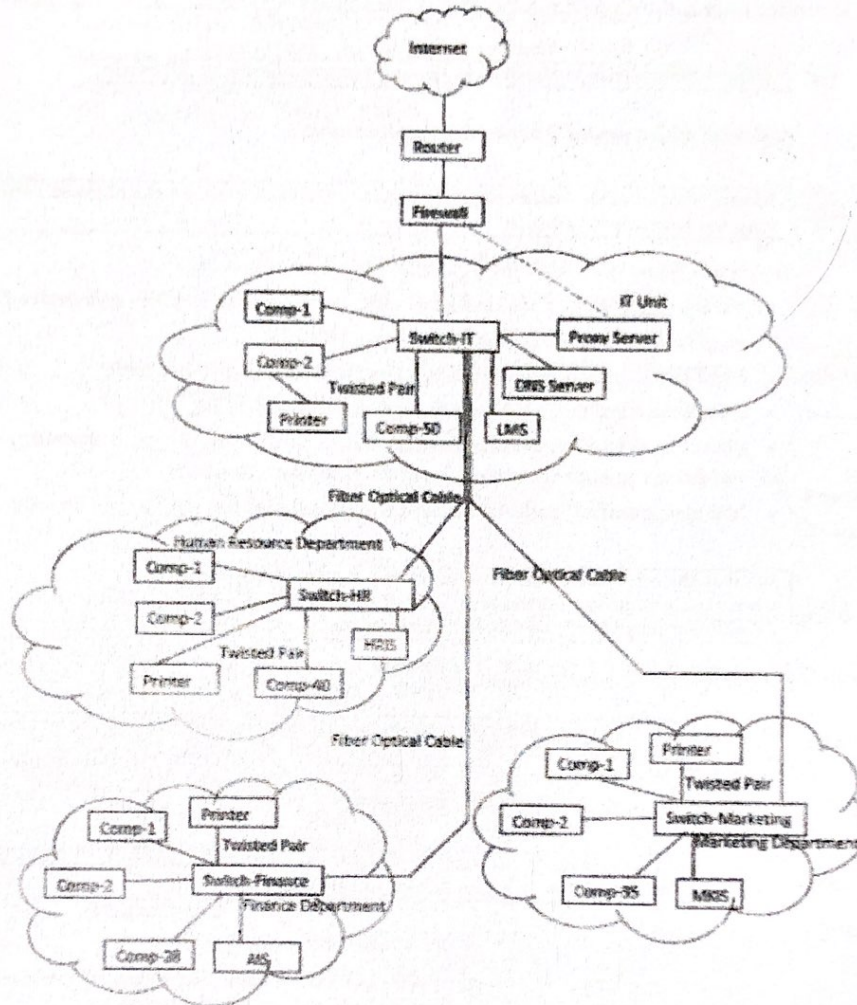 Internet
Router
Firewall
IT Unit
Comp-1
Switch-IT
Proxy Server
Comp-2
DNS Server
Twisted Pair
Printer
Comp-50
LMS
Fiber Optical Cable
Human Resource Department
Comp-1
Fiber Optical Cable
Switch-HR
Comp-2
HRIS
Twisted Pair
Printer
Comp-40
Fiber Optical Cable
Printer
Comp-1
Twisted Pair
Comp-2
Switch-Marketing
Marketing Department
Comp-35
MKIS
Printer
Comp-1
Twisted Pair
Comp-2
Switch-Finance
Finance Department
Comp-28
AIS